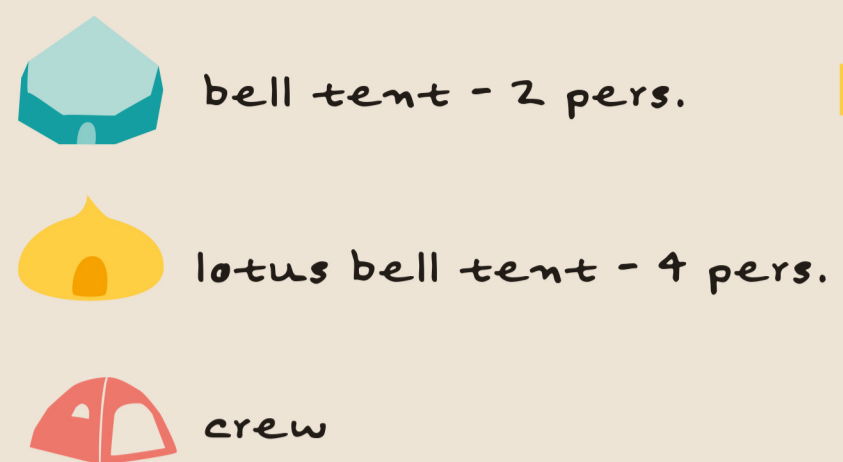 bell tent - 2 pers.
lotus bell tent - 4 pers.
crew